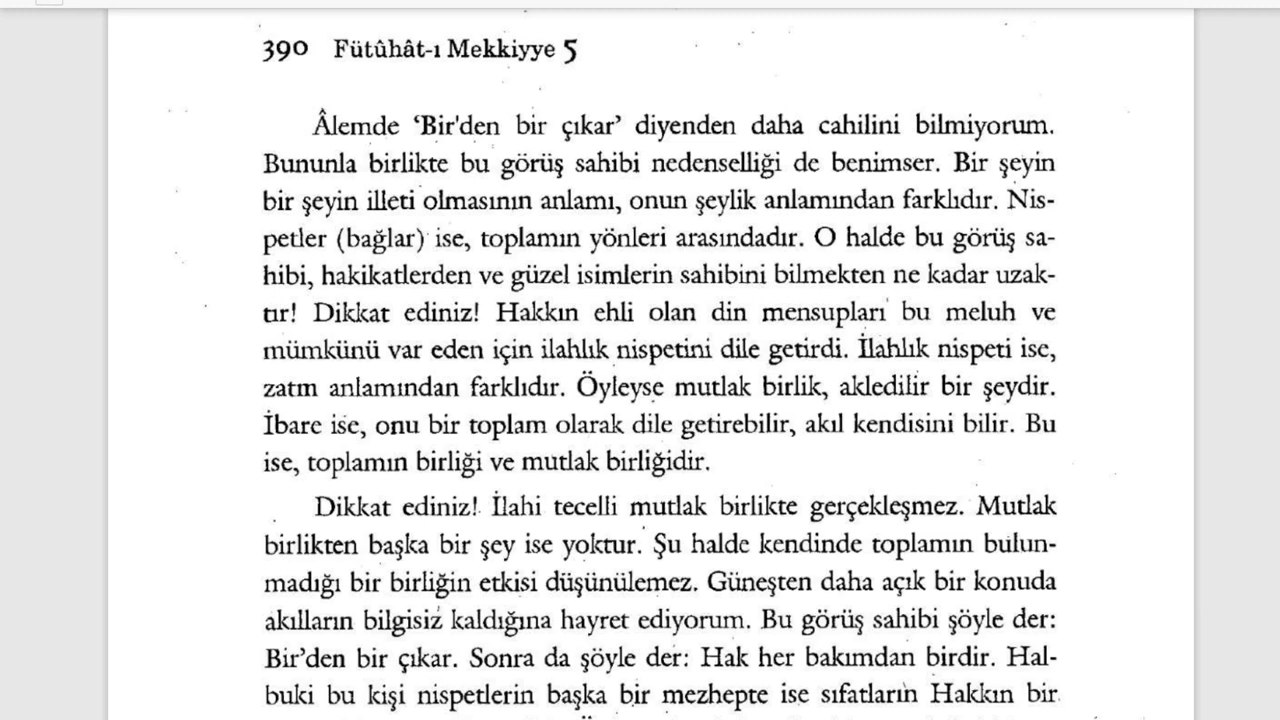 390 Fütûhât-ı Mekkiyye 5
Âlemde ‘Bir'den bir çıkar’ diyenden daha cahilini bilmiyorum.
Bununla birlikte bu görüş sahibi nedenselliği de benimser. Bir şeyin
bir şeyin illeti olmasının anlamı, onun şeylik anlamından farklıdır. Nis-
petler (bağlar) ise, toplamın yönleri arasındadır. O halde bu görüş sa-
hibi, hakikatlerden ve güzel isimlerin sahibini bilmekten ne kadar uzak-
tır! Dikkat ediniz! Hakkın ehli olan din mensupları bu meluh ve
mümkünü var eden için ilahlık nispetini dile getirdi. İlahlık nispeti ise,
zatın anlamından farklıdır. Öyleyse mutlak birlik, akledilir bir şeydir.
İbare ise, onu bir toplam olarak dile getirebilir, akıl kendisini bilir. Bu
ise, toplamın birliği ve mutlak birliğidir.
Dikkat ediniz! İlahi tecelli mutlak birlikte gerçekleşmez. Mutlak
birlikten başka bir şey ise yoktur. Şu halde kendinde toplamın bulun-
madığı bir birliğin etkisi düşünülemez. Güneşten daha açık bir konuda
akılların bilgisiz kaldığına hayret ediyorum. Bu görüş sahibi şöyle der:
Bir’den bir çıkar. Sonra da şöyle der: Hak her bakımdan birdir. Hal-
buki bu kişi nispetlerin başka bir mezhepte ise sıfatların Hakkın bir